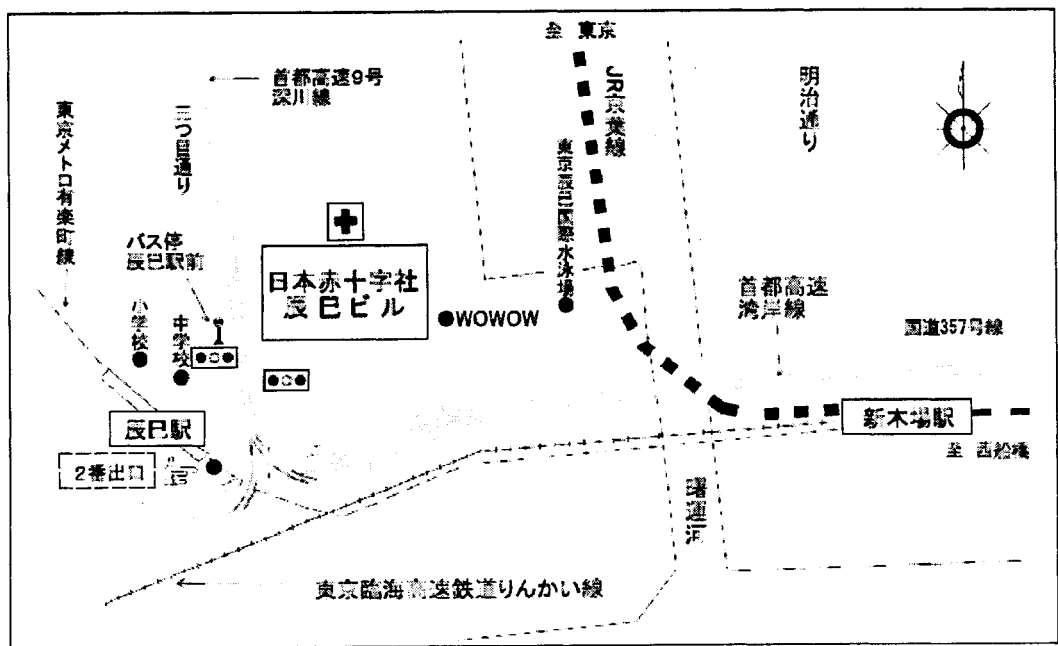 至 東京
首都高速9号
深川線
JR京葉線
明治通り
東京メトロ有楽町線
三つ目通り
東京辰巳国際水泳場
バス停
辰巳駅前
日本赤十字社
辰巳ビル
首都高速
湾岸線
小学校
中学校
WOWOW
国道357号線
辰巳駅
新木場駅
2番出口
至 西船橋
曙運河
東京臨海高速鉄道りんかい線